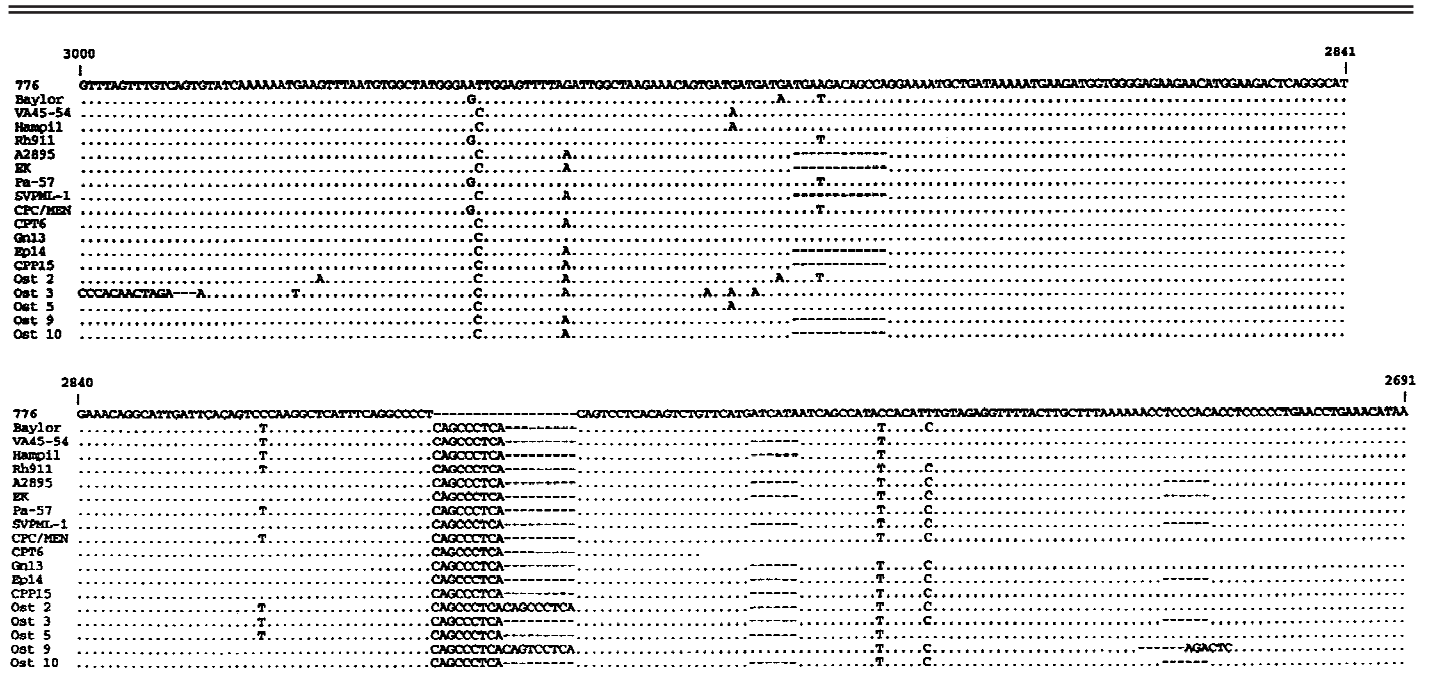 3000 2841
776 GTTTAGTTTGTCAGTGTATCAAAAAATGAAGTTTAATGTGGCTATGGGAATTGGAGTTTTAGATTGGCTAAGAAACAGTGATGATGATGATGATGAAGACAGCCAGGAAAATGCTGATAAAAATGAAGATGGTGGGGAGAAGAACATGGAAGACTCAGGGCAT
Baylor G A T
VA45-54 C A
Hampil C A
Rh911 G T
A2895 C A ------------
EK C A ------------
Pa-57 G T
SVPML-1 C A ------------
CPC/MEN G T
CPT6 C A
Gn13 C
Ep14 C A ------------
CPP15 C A ------------
Ost 2 A C A A T
Ost 3 CCCACAACTAGA---A T C A A A A
Ost 5 C A
Ost 9 C A ------------
Ost 10 C A ------------
2840 2691
776 GAAACAGGCATTGATTCACAGTCCCAAGGCTCATTTCAGGCCCCT------------------CAGTCCTCACAGTCTGTTCATGATCATAATCAGCCATACCACATTTGTAGAGGTTTTACTTGCTTTAAAAAACCTCCCACACCTCCCCCTGAACCTGAAACATAA
Baylor T CAGCCCTCA--------- T C
VA45-54 T CAGCCCTCA--------- ------ T
Hampil T CAGCCCTCA--------- ------ T
Rh911 T CAGCCCTCA--------- T C
A2895 CAGCCCTCA--------- ------ T C ------
EK CAGCCCTCA--------- ------ T C ------
Pa-57 T CAGCCCTCA--------- T C
SVPML-1 CAGCCCTCA--------- ------ T C ------
CPC/MEN T CAGCCCTCA--------- T C
CPT6 CAGCCCTCA---------
Gn13 CAGCCCTCA--------- ------ T C
Ep14 CAGCCCTCA--------- ------ T C ------
CPP15 CAGCCCTCA--------- ------ T C
Ost 2 T CAGCCCTCACAGCCCTCA ------ T C
Ost 3 T CAGCCCTCA--------- ------ T C ------
Ost 5 T CAGCCCTCA--------- ------ T
Ost 9 CAGCCCTCACAGTCCTCA T C ------AGACTC
Ost 10 CAGCCCTCA--------- ------ T C ------